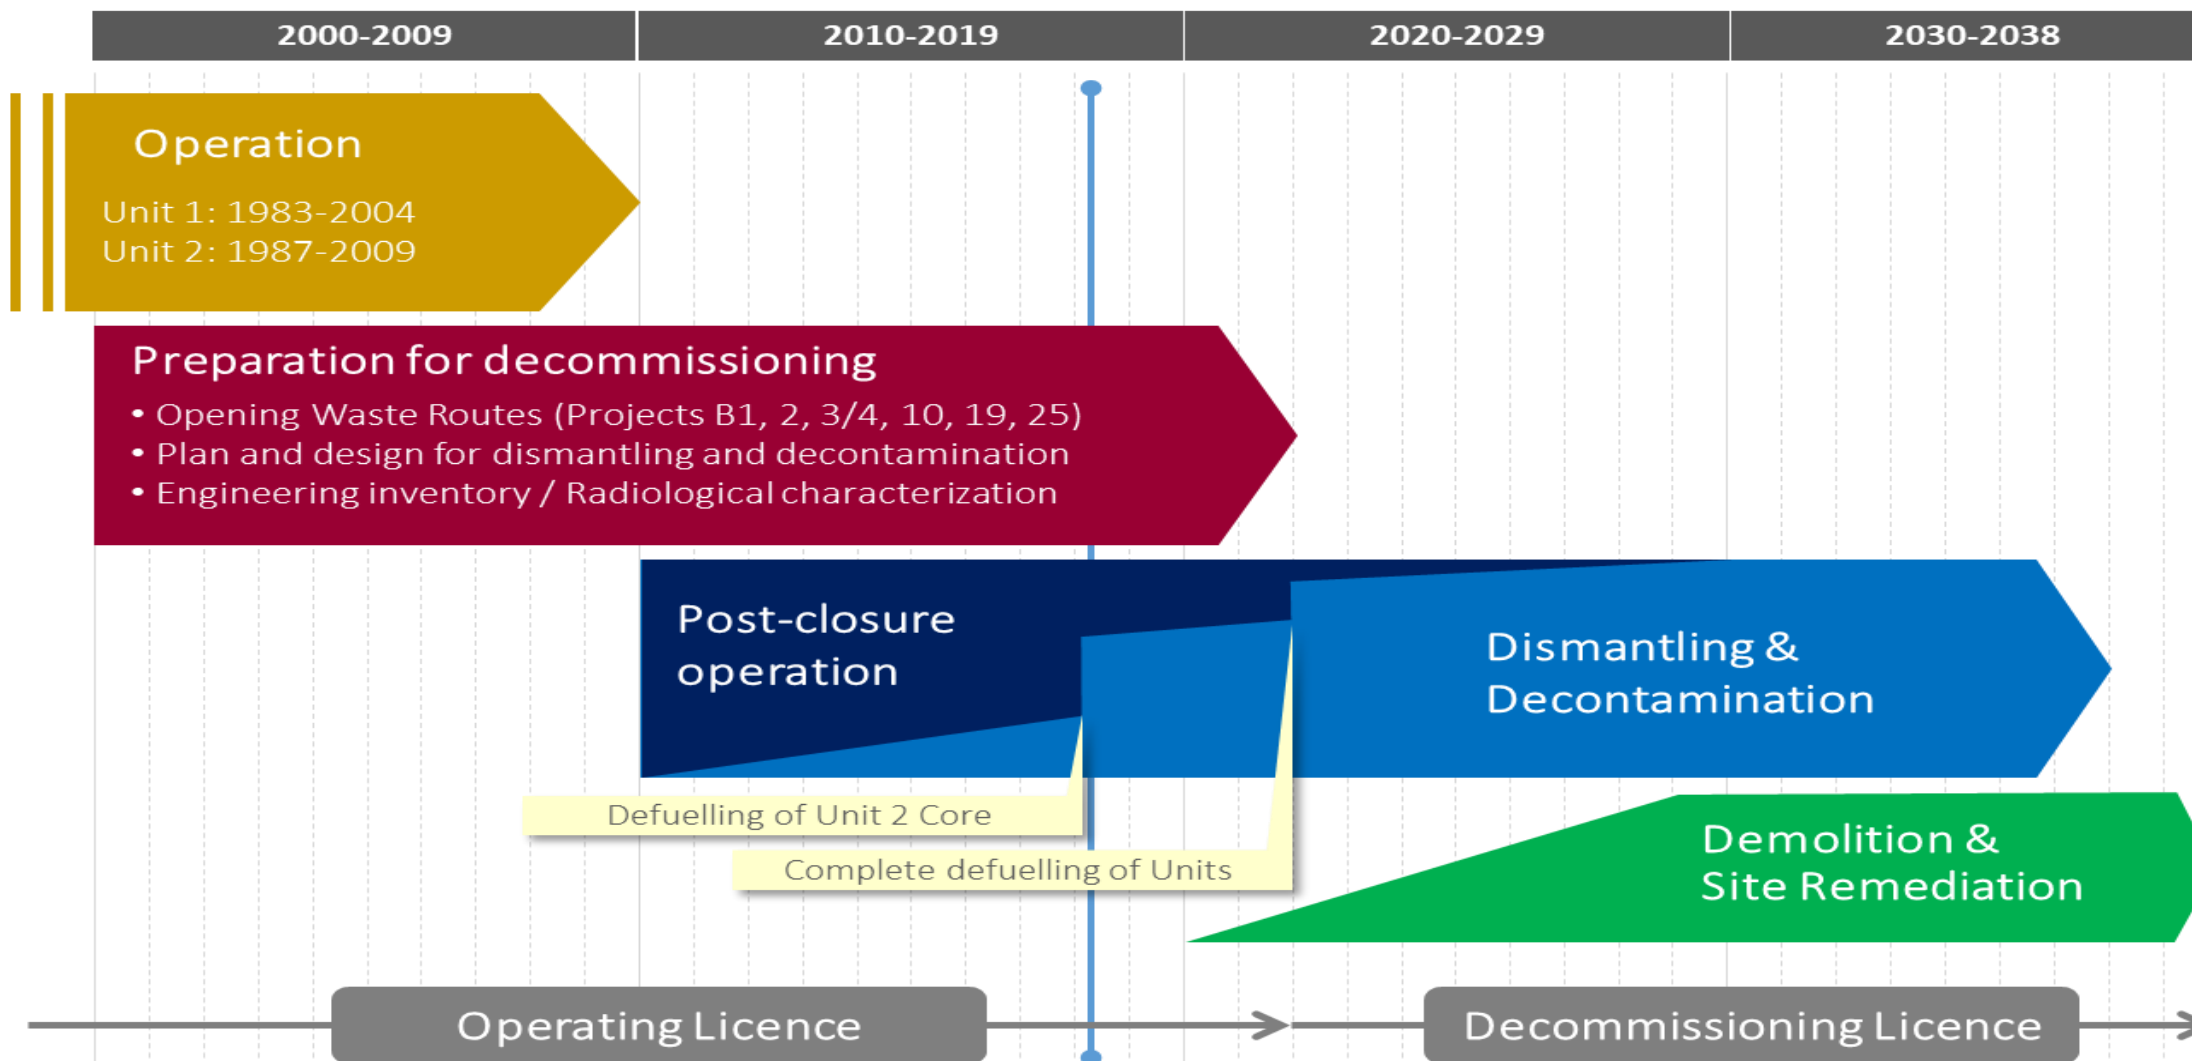 2000-2009
2010-2019
2020-2029
2030-2038
Operation
Unit 1: 1983-2004
Unit 2: 1987-2009
Preparation for decommissioning
• Opening Waste Routes (Projects B1, 2, 3/4, 10, 19, 25)
• Plan and design for dismantling and decontamination
• Engineering inventory / Radiological characterization
Post-closure
operation
Dismantling &
Decontamination
Defuelling of Unit 2 Core
Complete defuelling of Units
Demolition &
Site Remediation
Operating Licence
Decommissioning Licence